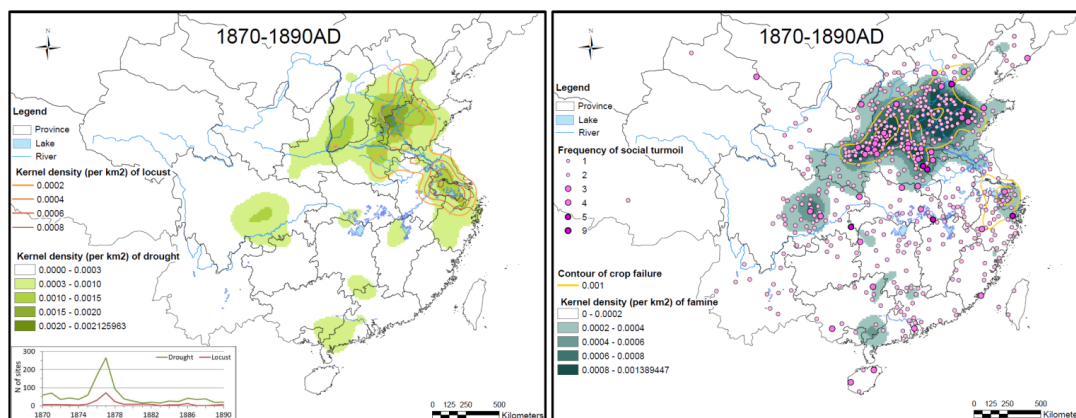 1870-1890AD
N
Legend
Province
Lake
River
Kernel density (per km2) of locust
0.0002
0.0004
0.0006
0.0008
Kernel density (per km2) of drought
0.0000 - 0.0003
0.0003 - 0.0010
0.0010 - 0.0015
0.0015 - 0.0020
0.0020 - 0.002125963
Drought Locust
N of sites
300
200
100
0
1870 1874 1878 1882 1886 1890
0 125 250 500
Kilometers
1870-1890AD
N
Legend
Province
Lake
River
Frequency of social turmoil
1
2
3
4
5
9
Contour of crop failure
0.001
Kernel density (per km2) of famine
0 - 0.0002
0.0002 - 0.0004
0.0004 - 0.0006
0.0006 - 0.0008
0.0008 - 0.001389447
0 125 250 500
Kilometers